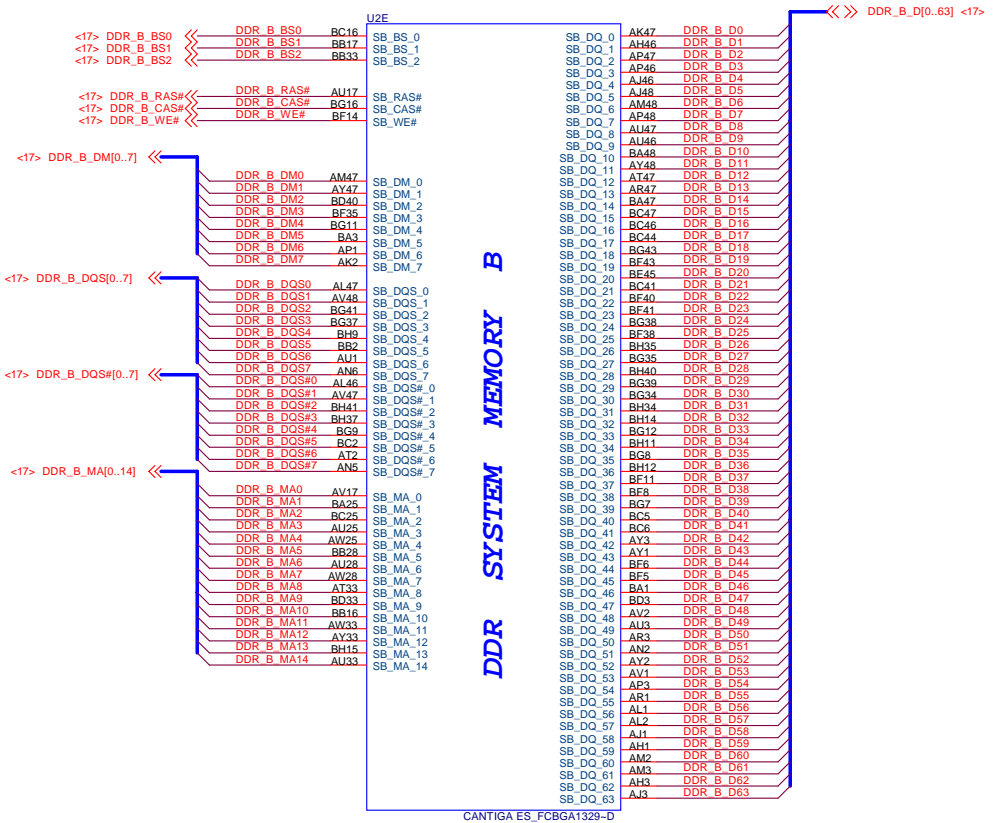 DDR_B_D[0..63] <17>
U2E
<17> DDR_B_BS0 DDR_B_BS0 BC16 SB_BS_0
<17> DDR_B_BS1 DDR_B_BS1 BB17 SB_BS_1
<17> DDR_B_BS2 DDR_B_BS2 BB33 SB_BS_2
<17> DDR_B_RAS# DDR_B_RAS# AU17 SB_RAS#
<17> DDR_B_CAS# DDR_B_CAS# BG16 SB_CAS#
<17> DDR_B_WE# DDR_B_WE# BF14 SB_WE#
<17> DDR_B_DM[0..7]
DDR_B_DM0 AM47 SB_DM_0
DDR_B_DM1 AY47 SB_DM_1
DDR_B_DM2 BD40 SB_DM_2
DDR_B_DM3 BF35 SB_DM_3
DDR_B_DM4 BG11 SB_DM_4
DDR_B_DM5 BA3 SB_DM_5
DDR_B_DM6 AP1 SB_DM_6
DDR_B_DM7 AK2 SB_DM_7
<17> DDR_B_DQS[0..7]
DDR_B_DQS0 AL47 SB_DQS_0
DDR_B_DQS1 AV48 SB_DQS_1
DDR_B_DQS2 BG41 SB_DQS_2
DDR_B_DQS3 BG37 SB_DQS_3
DDR_B_DQS4 BH9 SB_DQS_4
DDR_B_DQS5 BB2 SB_DQS_5
DDR_B_DQS6 AU1 SB_DQS_6
DDR_B_DQS7 AN6 SB_DQS_7
<17> DDR_B_DQS#[0..7]
DDR_B_DQS#0 AL46 SB_DQS#_0
DDR_B_DQS#1 AV47 SB_DQS#_1
DDR_B_DQS#2 BH41 SB_DQS#_2
DDR_B_DQS#3 BH37 SB_DQS#_3
DDR_B_DQS#4 BG9 SB_DQS#_4
DDR_B_DQS#5 BC2 SB_DQS#_5
DDR_B_DQS#6 AT2 SB_DQS#_6
DDR_B_DQS#7 AN5 SB_DQS#_7
<17> DDR_B_MA[0..14]
DDR_B_MA0 AV17 SB_MA_0
DDR_B_MA1 BA25 SB_MA_1
DDR_B_MA2 BC25 SB_MA_2
DDR_B_MA3 AU25 SB_MA_3
DDR_B_MA4 AW25 SB_MA_4
DDR_B_MA5 BB28 SB_MA_5
DDR_B_MA6 AU28 SB_MA_6
DDR_B_MA7 AW28 SB_MA_7
DDR_B_MA8 AT33 SB_MA_8
DDR_B_MA9 BD33 SB_MA_9
DDR_B_MA10 BB16 SB_MA_10
DDR_B_MA11 AW33 SB_MA_11
DDR_B_MA12 AY33 SB_MA_12
DDR_B_MA13 BH15 SB_MA_13
DDR_B_MA14 AU33 SB_MA_14
DDR SYSTEM MEMORY B
SB_DQ_0 AK47 DDR_B_D0
SB_DQ_1 AH46 DDR_B_D1
SB_DQ_2 AP47 DDR_B_D2
SB_DQ_3 AP46 DDR_B_D3
SB_DQ_4 AJ46 DDR_B_D4
SB_DQ_5 AJ48 DDR_B_D5
SB_DQ_6 AM48 DDR_B_D6
SB_DQ_7 AP48 DDR_B_D7
SB_DQ_8 AU47 DDR_B_D8
SB_DQ_9 AU46 DDR_B_D9
SB_DQ_10 BA48 DDR_B_D10
SB_DQ_11 AY48 DDR_B_D11
SB_DQ_12 AT47 DDR_B_D12
SB_DQ_13 AR47 DDR_B_D13
SB_DQ_14 BA47 DDR_B_D14
SB_DQ_15 BC47 DDR_B_D15
SB_DQ_16 BC46 DDR_B_D16
SB_DQ_17 BC44 DDR_B_D17
SB_DQ_18 BG43 DDR_B_D18
SB_DQ_19 BF43 DDR_B_D19
SB_DQ_20 BE45 DDR_B_D20
SB_DQ_21 BC41 DDR_B_D21
SB_DQ_22 BF40 DDR_B_D22
SB_DQ_23 BF41 DDR_B_D23
SB_DQ_24 BG38 DDR_B_D24
SB_DQ_25 BF38 DDR_B_D25
SB_DQ_26 BH35 DDR_B_D26
SB_DQ_27 BG35 DDR_B_D27
SB_DQ_28 BH40 DDR_B_D28
SB_DQ_29 BG39 DDR_B_D29
SB_DQ_30 BG34 DDR_B_D30
SB_DQ_31 BH34 DDR_B_D31
SB_DQ_32 BH14 DDR_B_D32
SB_DQ_33 BG12 DDR_B_D33
SB_DQ_34 BH11 DDR_B_D34
SB_DQ_35 BG8 DDR_B_D35
SB_DQ_36 BH12 DDR_B_D36
SB_DQ_37 BF11 DDR_B_D37
SB_DQ_38 BF8 DDR_B_D38
SB_DQ_39 BG7 DDR_B_D39
SB_DQ_40 BC5 DDR_B_D40
SB_DQ_41 BC6 DDR_B_D41
SB_DQ_42 AY3 DDR_B_D42
SB_DQ_43 AY1 DDR_B_D43
SB_DQ_44 BF6 DDR_B_D44
SB_DQ_45 BF5 DDR_B_D45
SB_DQ_46 BA1 DDR_B_D46
SB_DQ_47 BD3 DDR_B_D47
SB_DQ_48 AV2 DDR_B_D48
SB_DQ_49 AU3 DDR_B_D49
SB_DQ_50 AR3 DDR_B_D50
SB_DQ_51 AN2 DDR_B_D51
SB_DQ_52 AY2 DDR_B_D52
SB_DQ_53 AV1 DDR_B_D53
SB_DQ_54 AP3 DDR_B_D54
SB_DQ_55 AR1 DDR_B_D55
SB_DQ_56 AL1 DDR_B_D56
SB_DQ_57 AL2 DDR_B_D57
SB_DQ_58 AJ1 DDR_B_D58
SB_DQ_59 AH1 DDR_B_D59
SB_DQ_60 AM2 DDR_B_D60
SB_DQ_61 AM3 DDR_B_D61
SB_DQ_62 AH3 DDR_B_D62
SB_DQ_63 AJ3 DDR_B_D63
CANTIGA ES_FCBGA1329~D